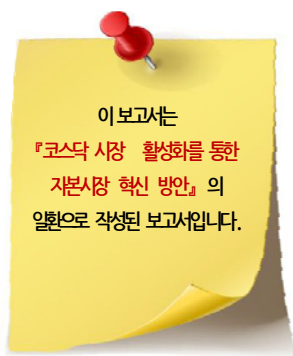 이 보고서는
『코스닥 시장 활성화를 통한
자본시장 혁신 방안』 의
일환으로 작성된 보고서입니다.